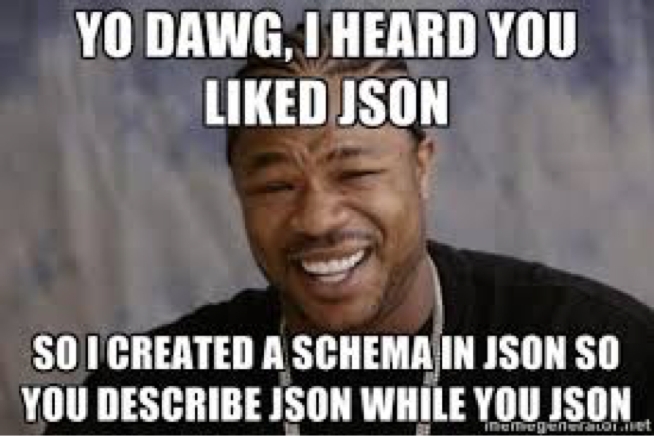 YO DAWG, I HEARD YOU
LIKED JSON
SO I CREATED A SCHEMA IN JSON SO
YOU DESCRIBE JSON WHILE YOU JSON
memegenerator.net